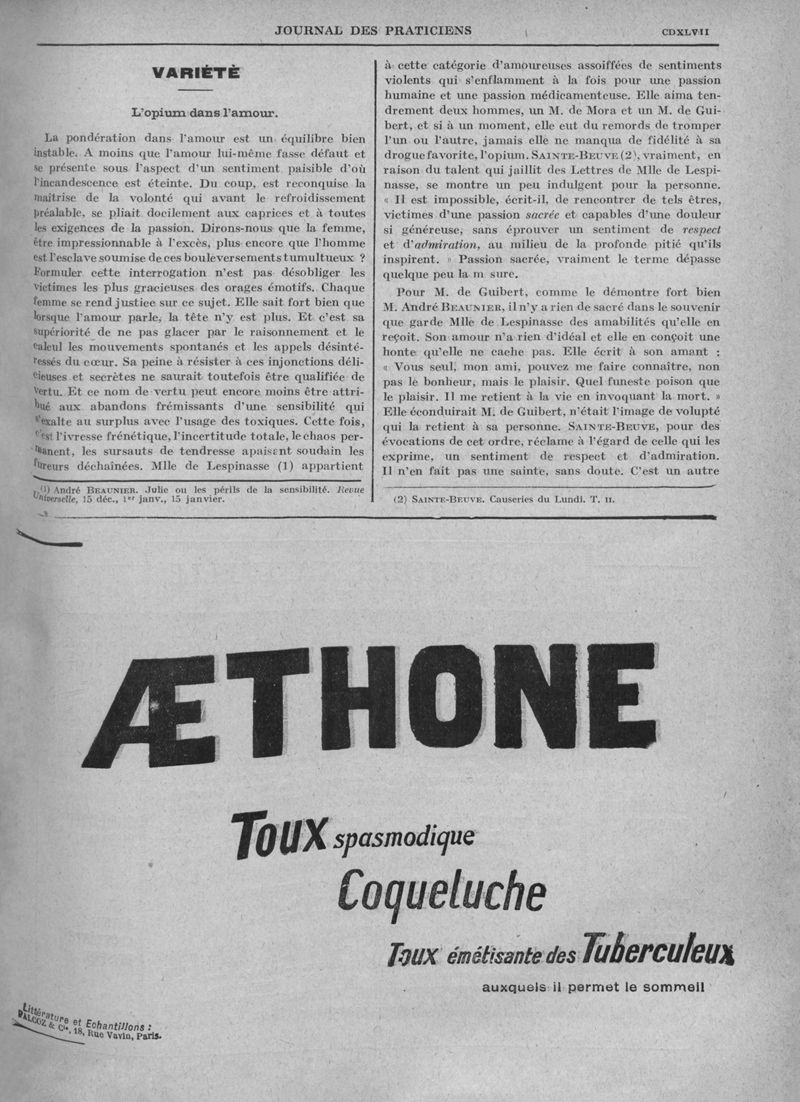 JOURNAL DES PRATICIENS
CDXLVII
VARIÉTÉ
L'opium dans l'amour.
La pondération dans l'amour est un équilibre bien
instable. A moins que l'amour lui-même fasse défaut et
se présente sous l'aspect d'un sentiment paisible d'où
l'incandescence est éteinte. Du coup, est reconquise la
maîtrise de la volonté qui avant le refroidissement
préalable, se pliait docilement aux caprices et à toutes
les exigences de la passion. Dirons-nous que la femme,
être impressionnable à l'excès, plus encore que l'homme
est l'esclave soumise de ces bouleversements tumultueux ?
Formuler cette interrogation n'est pas désobliger les
victimes les plus gracieuses des orages émotifs. Chaque
femme se rend justice sur ce sujet. Elle sait fort bien que
lorsque l'amour parle, la tête n'y est plus. Et c'est sa
supériorité de ne pas glacer par le raisonnement et le
calcul les mouvements spontanés et les appels désinté-
ressés du cœur. Sa peine à résister à ces injonctions déli-
cieuses et secrètes ne saurait toutefois être qualifiée de
vertu. Et ce nom de vertu peut encore moins être attri-
bué aux abandons frémissants d'une sensibilité qui
s'exalte au surplus avec l'usage des toxiques. Cette fois,
c'est l'ivresse frénétique, l'incertitude totale, le chaos per-
manent, les sursauts de tendresse apaisent soudain les
fureurs déchaînées. Mlle de Lespinasse (1) appartient
(1) André BEAUNIER. Julie ou les périls de la sensibilité. Revue
Universelle, 15 déc., 1er janv., 15 janvier.
à cette catégorie d'amoureuses assoiffées de sentiments
violents qui s'enflamment à la fois pour une passion
humaine et une passion médicamenteuse. Elle aima ten-
drement deux hommes, un M. de Mora et un M. de Gui-
bert, et si à un moment, elle eut du remords de tromper
l'un ou l'autre, jamais elle ne manqua de fidélité à sa
drogue favorite, l'opium. SAINTE-BEUVE (2), vraiment, en
raison du talent qui jaillit des Lettres de Mlle de Lespi-
nasse, se montre un peu indulgent pour la personne.
« Il est impossible, écrit-il, de rencontrer de tels êtres,
victimes d'une passion sacrée et capables d'une douleur
si généreuse, sans éprouver un sentiment de respect
et d'admiration, au milieu de la profonde pitié qu'ils
inspirent. » Passion sacrée, vraiment le terme dépasse
quelque peu la m sure.
Pour M. de Guibert, comme le démontre fort bien
M. André BEAUNIER, il n'y a rien de sacré dans le souvenir
que garde Mlle de Lespinasse des amabilités qu'elle en
reçoit. Son amour n'a rien d'idéal et elle en conçoit une
honte qu'elle ne cache pas. Elle écrit à son amant :
« Vous seul, mon ami, pouvez me faire connaître, non
pas le bonheur, mais le plaisir. Quel funeste poison que
le plaisir. Il me retient à la vie en invoquant la mort. »
Elle éconduirait M. de Guibert, n'était l'image de volupté
qui la retient à sa personne. SAINTE-BEUVE, pour des
évocations de cet ordre, réclame à l'égard de celle qui les
exprime, un sentiment de respect et d'admiration.
Il n'en fait pas une sainte, sans doute. C'est un autre
(2) SAINTE-BEUVE. Causeries du Lundi. T. II.
ÆTHONE
TOUX spasmodique
Coqueluche
Toux émétisante des Tuberculeux
auxquels il permet le sommeil
Littérature et Echantillons :
FALCOZ & Cie, 18, Rue Vavin, Paris.